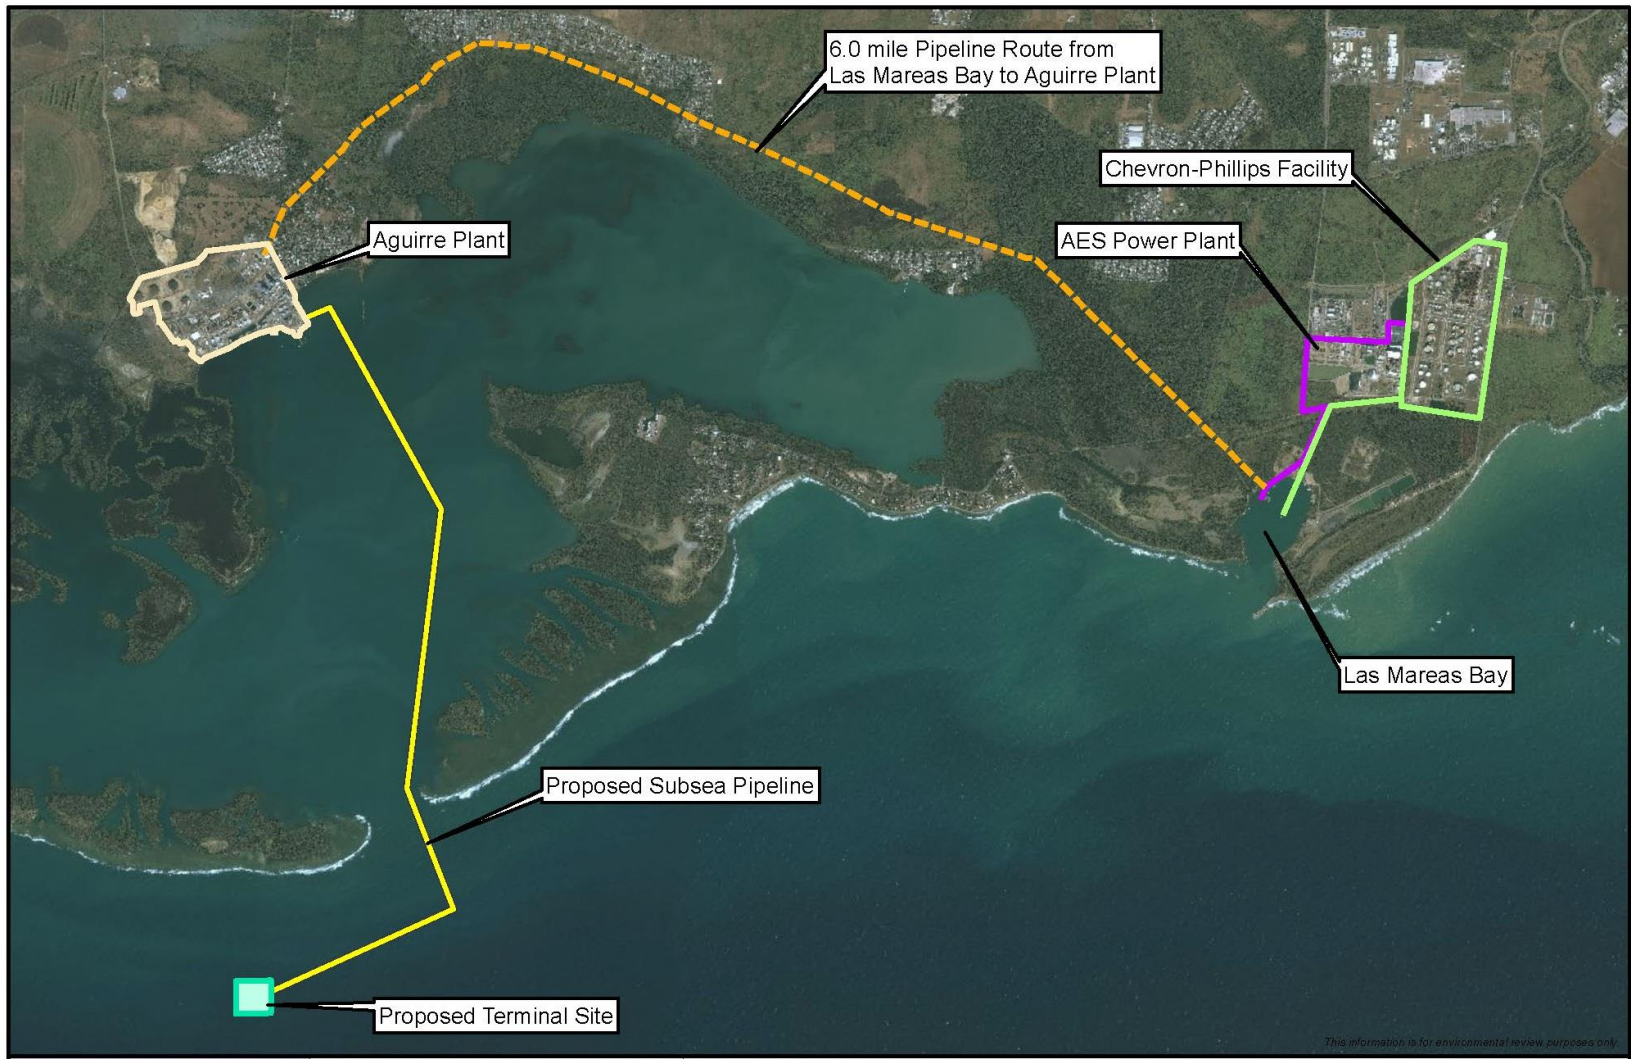 6.0 mile Pipeline Route from
Las Mareas Bay to Aguirre Plant
Chevron-Phillips Facility
Aguirre Plant
AES Power Plant
Las Mareas Bay
Proposed Subsea Pipeline
Proposed Terminal Site
This information is for environmental review purposes only.